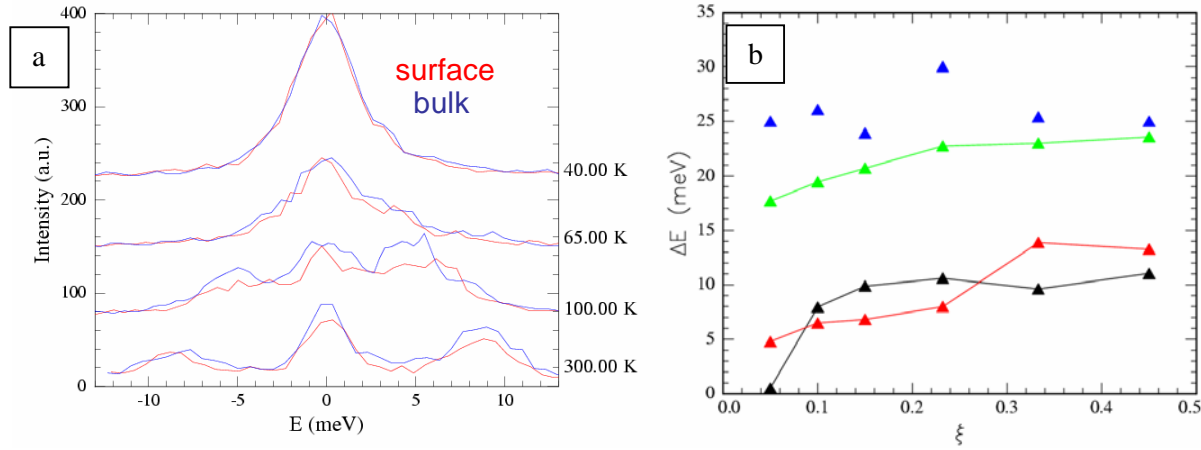 a
surface
bulk
400
300
200
100
0
40.00 K
65.00 K
100.00 K
300.00 K
Intensity (a.u.)
-10
-5
0
5
10
E (meV)
b
35
30
25
20
15
10
5
0
ΔE (meV)
0.0
0.1
0.2
0.3
0.4
0.5
ξ